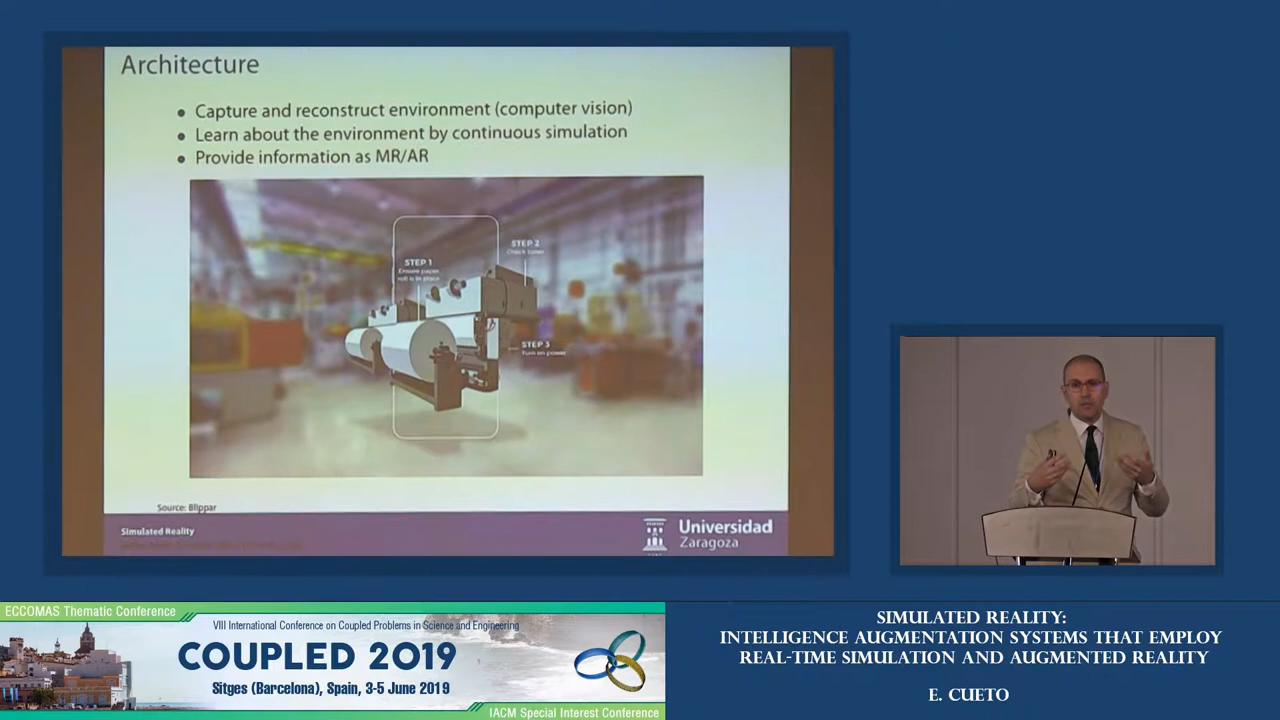 Architecture
• Capture and reconstruct environment (computer vision)
• Learn about the environment by continuous simulation
• Provide information as MR/AR
STEP 1
Ensure paper
roll is in place
STEP 2
Check toner
STEP 3
Turn on power
Source: Blippar
Simulated Reality
Universidad
Zaragoza
ECCOMAS Thematic Conference
VIII International Conference on Coupled Problems in Science and Engineering
COUPLED 2019
Sitges (Barcelona), Spain, 3-5 June 2019
IACM Special Interest Conference
SIMULATED REALITY:
INTELLIGENCE AUGMENTATION SYSTEMS THAT EMPLOY
REAL-TIME SIMULATION AND AUGMENTED REALITY
E. CUETO